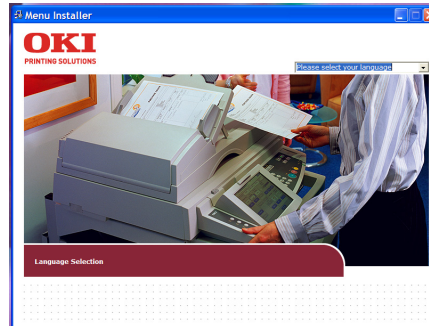 Menu Installer
OKI
PRINTING SOLUTIONS
Please select your language
Language Selection